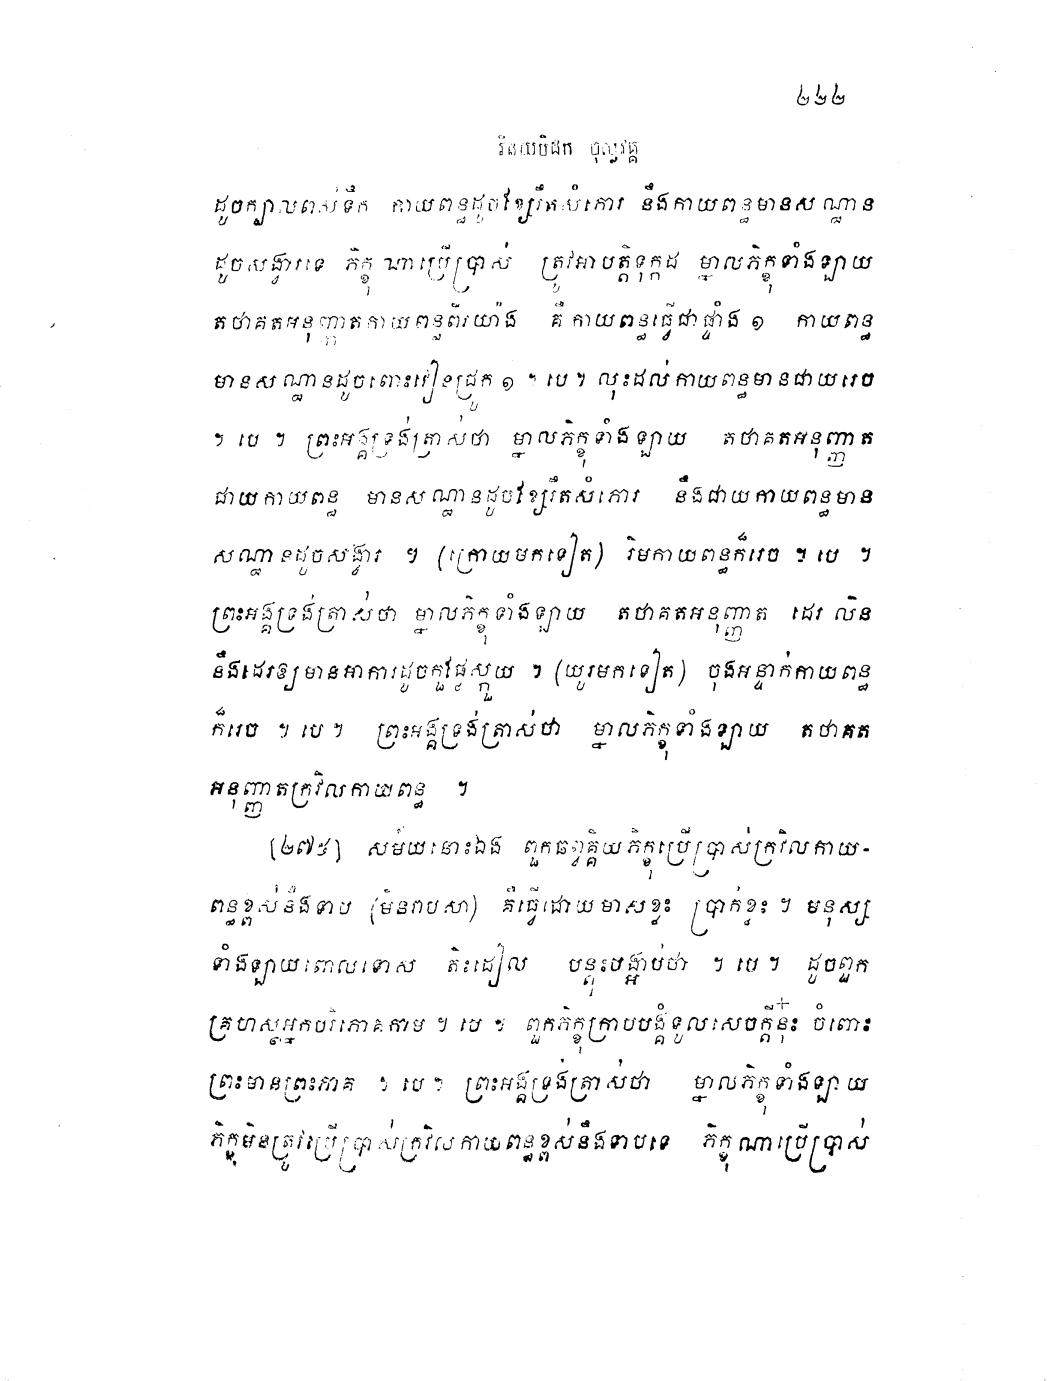 ២២២
វិនយបិដក ចុល្លវគ្គ
ដូចក្បាលពស់ទឹក កាយពន្ធដូចខ្សែរឹតសំភោរ នឹងកាយពន្ធមានសណ្ឋាន
ដូចសង្វារទេ ភិក្ខុណាប្រើប្រាស់ ត្រូវអាបត្តិទុក្កដ ម្នាលភិក្ខុទាំងឡាយ
តថាគតអនុញ្ញាតកាយពន្ធពីរយ៉ាង គឺ កាយពន្ធធ្វើជាផ្ទាំង ១ កាយពន្ធ
មានសណ្ឋានដូចពោះវៀនជ្រូក ១ ។ បេ ។ លុះដល់កាយពន្ធមានជាយរេច
។ បេ ។ ព្រះអង្គទ្រង់ត្រាស់ថា ម្នាលភិក្ខុទាំងឡាយ តថាគតអនុញ្ញាត
ជាយកាយពន្ធ មានសណ្ឋានដូចខ្សែរឹតសំភោរ នឹងជាយកាយពន្ធមាន
សណ្ឋានដូចសង្វារ ។ (ក្រោយមកទៀត) រិមកាយពន្ធក៏រេច ។ បេ ។
ព្រះអង្គទ្រង់ត្រាស់ថា ម្នាលភិក្ខុទាំងឡាយ តថាគតអនុញ្ញាត ដេរ លិន
នឹងដេរឲ្យមានអាការដូចកួរផ្លែស្គួយ ។ (យូរមកទៀត) ចុងអន្ទាក់កាយពន្ធ
ក៏រេច ។ បេ ។ ព្រះអង្គទ្រង់ត្រាស់ថា ម្នាលភិក្ខុទាំងឡាយ តថាគត
អនុញ្ញាតក្រវិលកាយពន្ធ ។
(២៧៩) សម័យនោះឯង ពួកឆព្វគ្គិយភិក្ខុប្រើប្រាស់ក្រវិលកាយ-
ពន្ធខ្ពស់នឹងទាប (មិនរាបសា) គឺធ្វើដោយមាសខ្លះ ប្រាក់ខ្លះ ។ មនុស្ស
ទាំងឡាយពោលទោស តិះដៀល បន្តុះបង្អាប់ថា ។ បេ ។ ដូចពួក
គ្រហស្ថអ្នកបរិភោគកាម ។ បេ ។ ពួកភិក្ខុក្រាបបង្គំទូលសេចក្តីនុ៎ះ ចំពោះ
ព្រះមានព្រះភាគ ។ បេ ។ ព្រះអង្គទ្រង់ត្រាស់ថា ម្នាលភិក្ខុទាំងឡាយ
ភិក្ខុមិនត្រូវប្រើប្រាស់ក្រវិលកាយពន្ធខ្ពស់នឹងទាបទេ ភិក្ខុណាប្រើប្រាស់